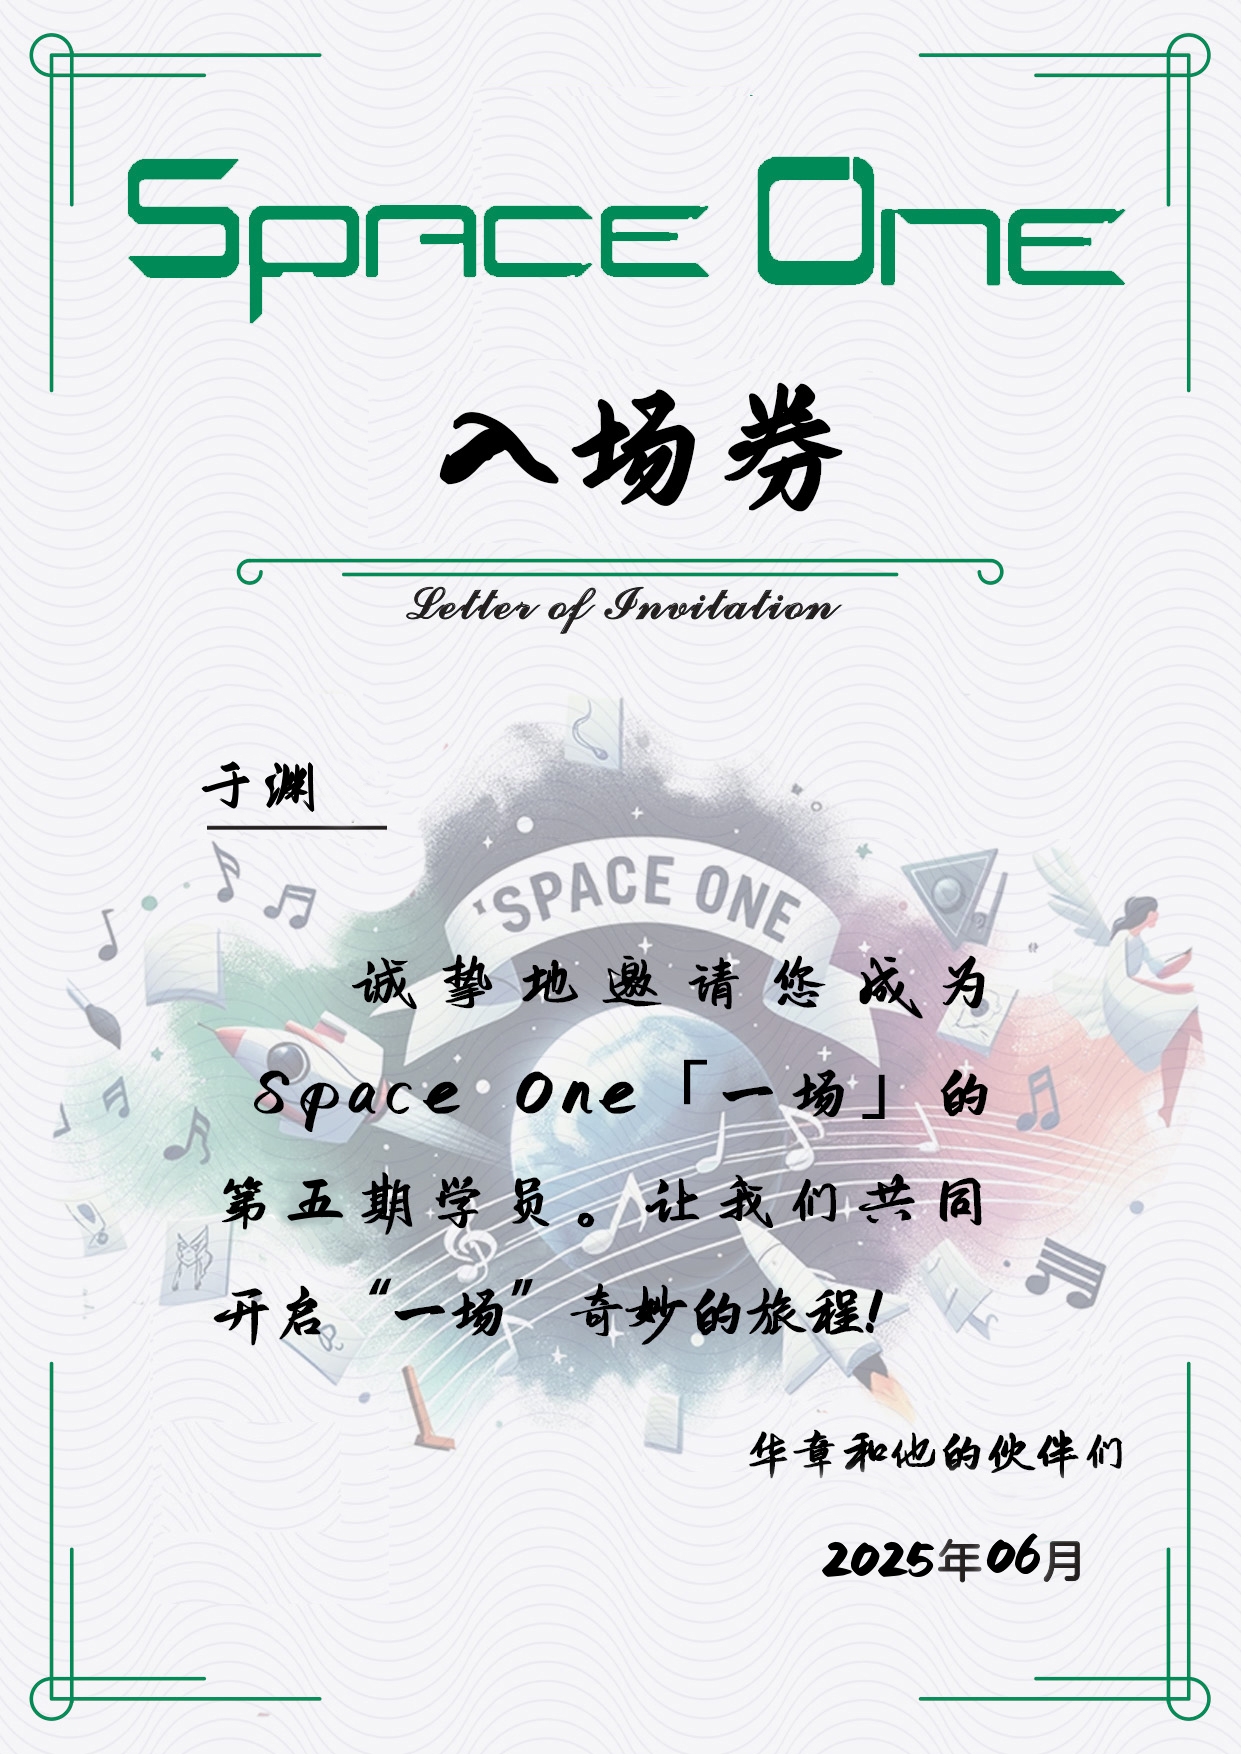 Space One
入场券
Letter of Invitation
于渊
SPACE ONE
诚挚地邀请您成为
Space One「一场」的
第五期学员。让我们共同
开启“一场”奇妙的旅程!
华章和他的伙伴们
2025年06月